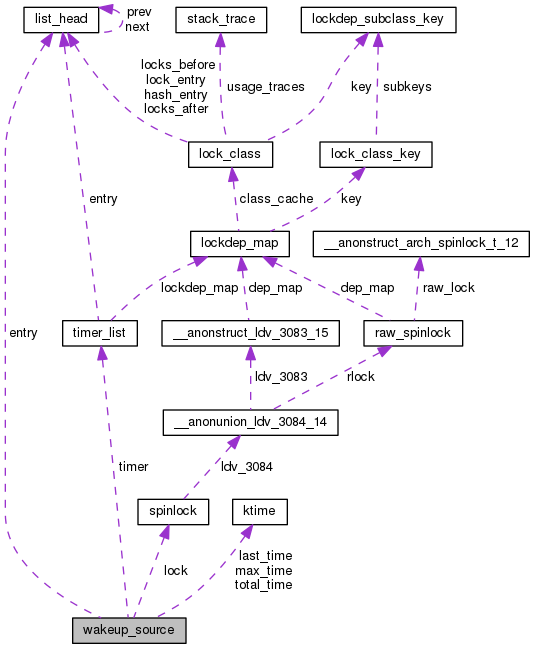 list_head
prev
next
stack_trace
lockdep_subclass_key
locks_before
lock_entry
hash_entry
locks_after
usage_traces
key
subkeys
lock_class
lock_class_key
entry
class_cache
key
lockdep_map
__anonstruct_arch_spinlock_t_12
lockdep_map
dep_map
dep_map
raw_lock
entry
timer_list
__anonstruct_ldv_3083_15
raw_spinlock
ldv_3083
rlock
__anonunion_ldv_3084_14
timer
ldv_3084
spinlock
ktime
lock
last_time
max_time
total_time
wakeup_source